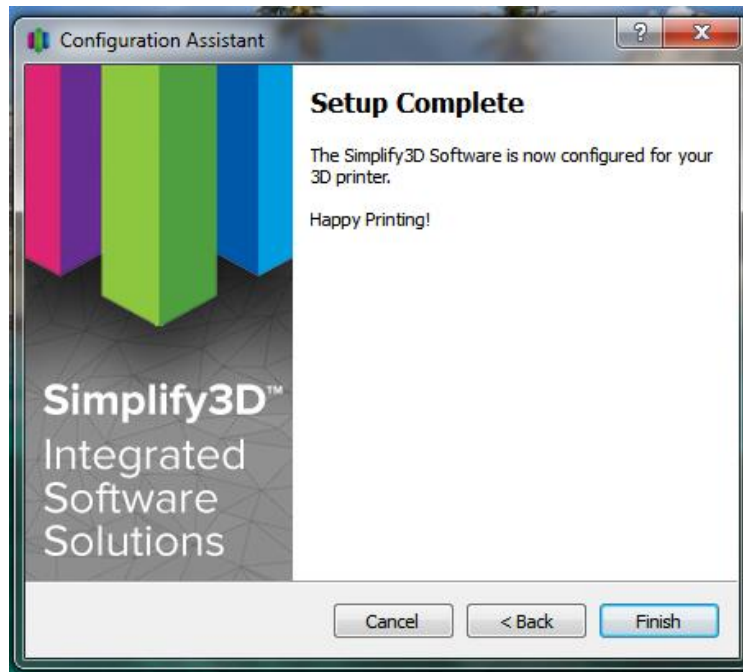 Configuration Assistant
?
X
Setup Complete
The Simplify3D Software is now configured for your
3D printer.
Happy Printing!
Simplify3D™
Integrated
Software
Solutions
Cancel
< Back
Finish